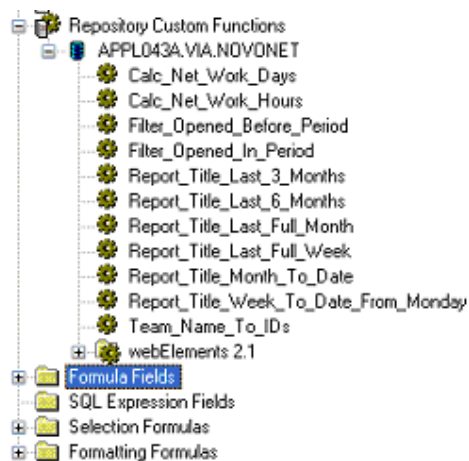 Repository Custom Functions
APPL043A.VIA.NOVONET
Calc_Net_Work_Days
Calc_Net_Work_Hours
Filter_Opened_Before_Period
Filter_Opened_In_Period
Report_Title_Last_3_Months
Report_Title_Last_6_Months
Report_Title_Last_Full_Month
Report_Title_Last_Full_Week
Report_Title_Month_To_Date
Report_Title_Week_To_Date_From_Monday
Team_Name_To_IDs
webElements 2.1
Formula Fields
SQL Expression Fields
Selection Formulas
Formatting Formulas